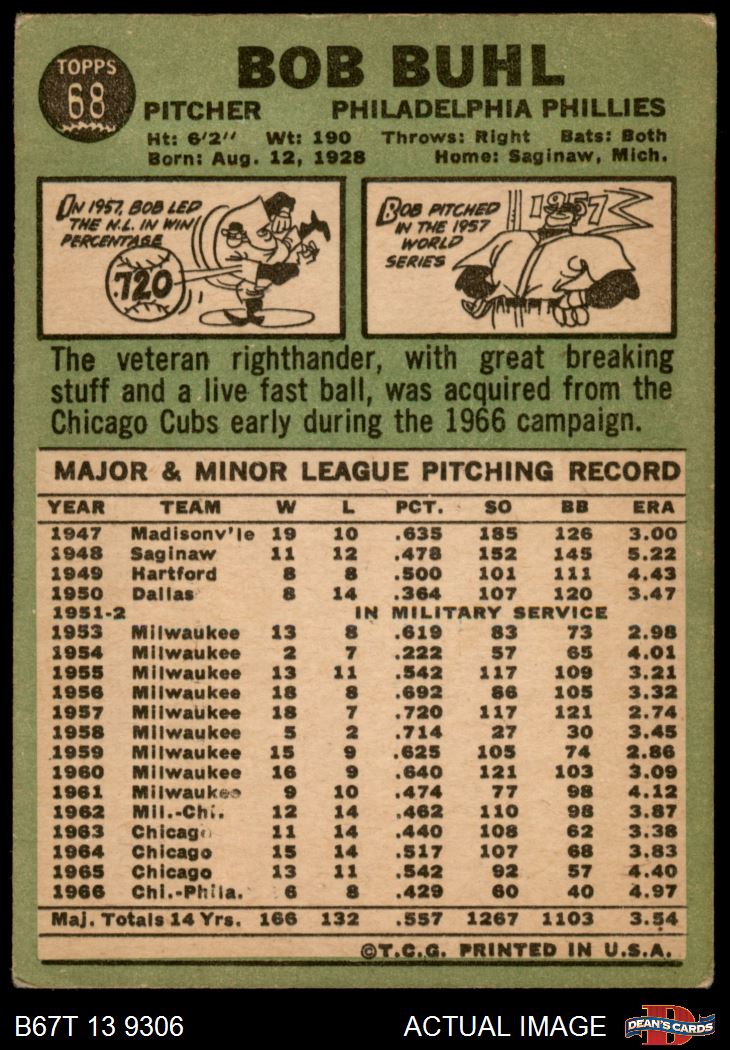 TOPPS
68
BOB BUHL
PITCHER PHILADELPHIA PHILLIES
Ht: 6'2" Wt: 190 Throws: Right Bats: Both
Born: Aug. 12, 1928 Home: Saginaw, Mich.
IN 1957, BOB LED
THE N.L. IN WIN
PERCENTAGE
.720
BOB PITCHED
IN THE 1957
WORLD
SERIES
1957
The veteran righthander, with great breaking
stuff and a live fast ball, was acquired from the
Chicago Cubs early during the 1966 campaign.
MAJOR & MINOR LEAGUE PITCHING RECORD
YEAR TEAM W L PCT. SO BB ERA
1947 Madisonv'le 19 10 .635 185 126 3.00
1948 Saginaw 11 12 .478 152 145 5.22
1949 Hartford 8 8 .500 101 111 4.43
1950 Dallas 8 14 .364 107 120 3.47
1951-2 IN MILITARY SERVICE
1953 Milwaukee 13 8 .619 83 73 2.98
1954 Milwaukee 2 7 .222 57 65 4.01
1955 Milwaukee 13 11 .542 117 109 3.21
1956 Milwaukee 18 8 .692 86 105 3.32
1957 Milwaukee 18 7 .720 117 121 2.74
1958 Milwaukee 5 2 .714 27 30 3.45
1959 Milwaukee 15 9 .625 105 74 2.86
1960 Milwaukee 16 9 .640 121 103 3.09
1961 Milwaukee 9 10 .474 77 98 4.12
1962 Mil.-Chi. 12 14 .462 110 98 3.87
1963 Chicago 11 14 .440 108 62 3.38
1964 Chicago 15 14 .517 107 68 3.83
1965 Chicago 13 11 .542 92 57 4.40
1966 Chi.-Phila. 6 8 .429 60 40 4.97
Maj. Totals 14 Yrs. 166 132 .557 1267 1103 3.54
©T.C.G. PRINTED IN U.S.A.
B67T 13 9306 ACTUAL IMAGE
D
DEAN'S CARDS